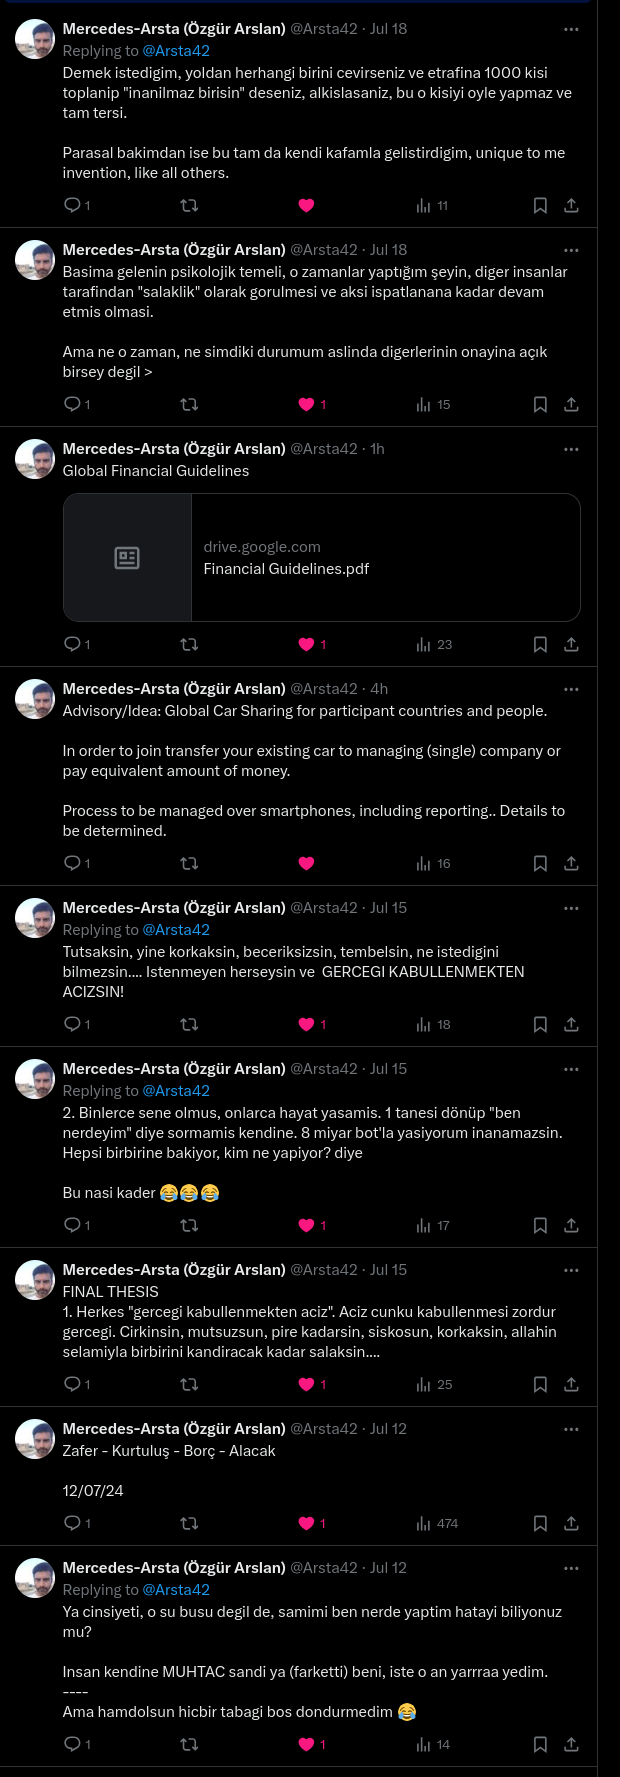 Mercedes-Arsta (Özgür Arslan) @Arsta42 · Jul 18
Replying to @Arsta42
Demek istedigim, yoldan herhangi birini cevirseniz ve etrafina 1000 kisi
toplanip "inanilmaz birisin" deseniz, alkislasaniz, bu o kisiyi oyle yapmaz ve
tam tersi.
Parasal bakimdan ise bu tam da kendi kafamla gelistirdigim, unique to me
invention, like all others.
1 11
Mercedes-Arsta (Özgür Arslan) @Arsta42 · Jul 18
Basima gelenin psikolojik temeli, o zamanlar yaptığım şeyin, diger insanlar
tarafindan "salaklik" olarak gorulmesi ve aksi ispatlanana kadar devam
etmis olmasi.
Ama ne o zaman, ne simdiki durumum aslinda digerlerinin onayina açık
birsey degil >
1 1 15
Mercedes-Arsta (Özgür Arslan) @Arsta42 · 1h
Global Financial Guidelines
drive.google.com
Financial Guidelines.pdf
1 1 23
Mercedes-Arsta (Özgür Arslan) @Arsta42 · 4h
Advisory/Idea: Global Car Sharing for participant countries and people.
In order to join transfer your existing car to managing (single) company or
pay equivalent amount of money.
Process to be managed over smartphones, including reporting.. Details to
be determined.
1 16
Mercedes-Arsta (Özgür Arslan) @Arsta42 · Jul 15
Replying to @Arsta42
Tutsaksin, yine korkaksin, beceriksizsin, tembelsin, ne istedigini
bilmezsin.... Istenmeyen herseysin ve  GERCEGI KABULLENMEKTEN
ACIZSIN!
1 1 18
Mercedes-Arsta (Özgür Arslan) @Arsta42 · Jul 15
Replying to @Arsta42
2. Binlerce sene olmus, onlarca hayat yasamis. 1 tanesi dönüp "ben
nerdeyim" diye sormamis kendine. 8 miyar bot'la yasiyorum inanamazsin.
Hepsi birbirine bakiyor, kim ne yapiyor? diye
Bu nasi kader 😂😂😂
1 1 17
Mercedes-Arsta (Özgür Arslan) @Arsta42 · Jul 15
FINAL THESIS
1. Herkes "gercegi kabullenmekten aciz". Aciz cunku kabullenmesi zordur
gercegi. Cirkinsin, mutsuzsun, pire kadarsin, siskosun, korkaksin, allahin
selamiyla birbirini kandiracak kadar salaksin....
1 1 25
Mercedes-Arsta (Özgür Arslan) @Arsta42 · Jul 12
Zafer - Kurtuluş - Borç - Alacak
12/07/24
1 1 474
Mercedes-Arsta (Özgür Arslan) @Arsta42 · Jul 12
Replying to @Arsta42
Ya cinsiyeti, o su busu degil de, samimi ben nerde yaptim hatayi biliyonuz
mu?
Insan kendine MUHTAC sandi ya (farketti) beni, iste o an yarrraa yedim.
----
Ama hamdolsun hicbir tabagi bos dondurmedim 😂
1 1 14